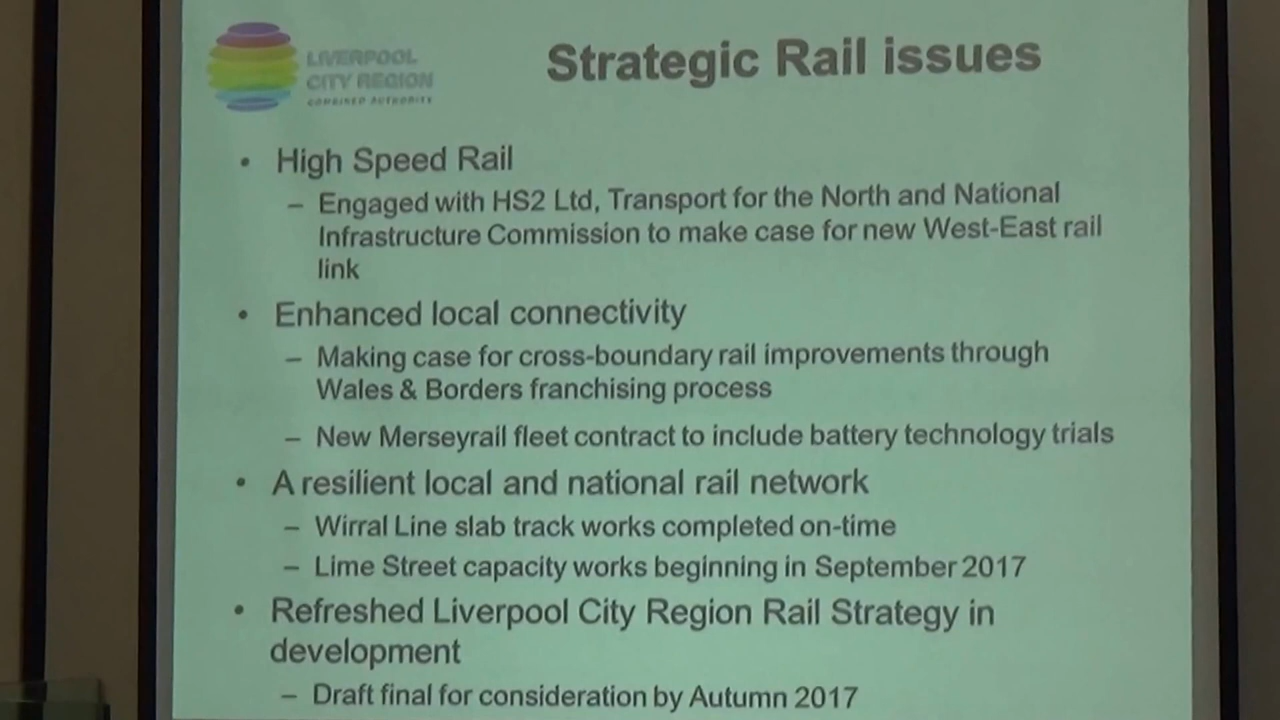 LIVERPOOL
CITY REGION
COMBINED AUTHORITY
Strategic Rail issues
• High Speed Rail
– Engaged with HS2 Ltd, Transport for the North and National
Infrastructure Commission to make case for new West-East rail
link
• Enhanced local connectivity
– Making case for cross-boundary rail improvements through
Wales & Borders franchising process
– New Merseyrail fleet contract to include battery technology trials
• A resilient local and national rail network
– Wirral Line slab track works completed on-time
– Lime Street capacity works beginning in September 2017
• Refreshed Liverpool City Region Rail Strategy in
development
– Draft final for consideration by Autumn 2017